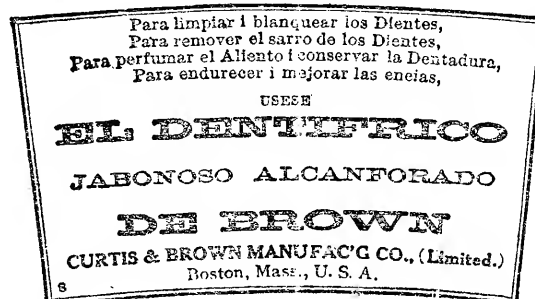 Para limpiar i blanquear los Dientes,
Para remover el sarro de los Dientes,
Para perfumar el Aliento i conservar la Dentadura,
Para endurecer i mejorar las encias,
USESE
EL DENTIFRICO
JABONOSO ALCANFORADO
DE BROWN
CURTIS & BROWN MANUFAC'G CO., (Limited.)
Boston, Mass., U. S. A.
8